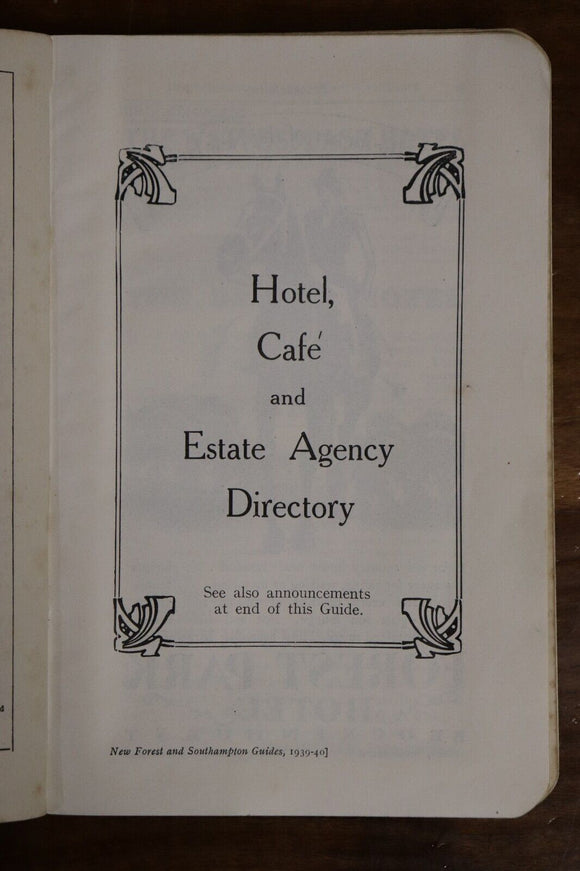 Hotel,
Café
and
Estate Agency
Directory
See also announcements
at end of this Guide.
New Forest and Southampton Guides, 1939-40]
d